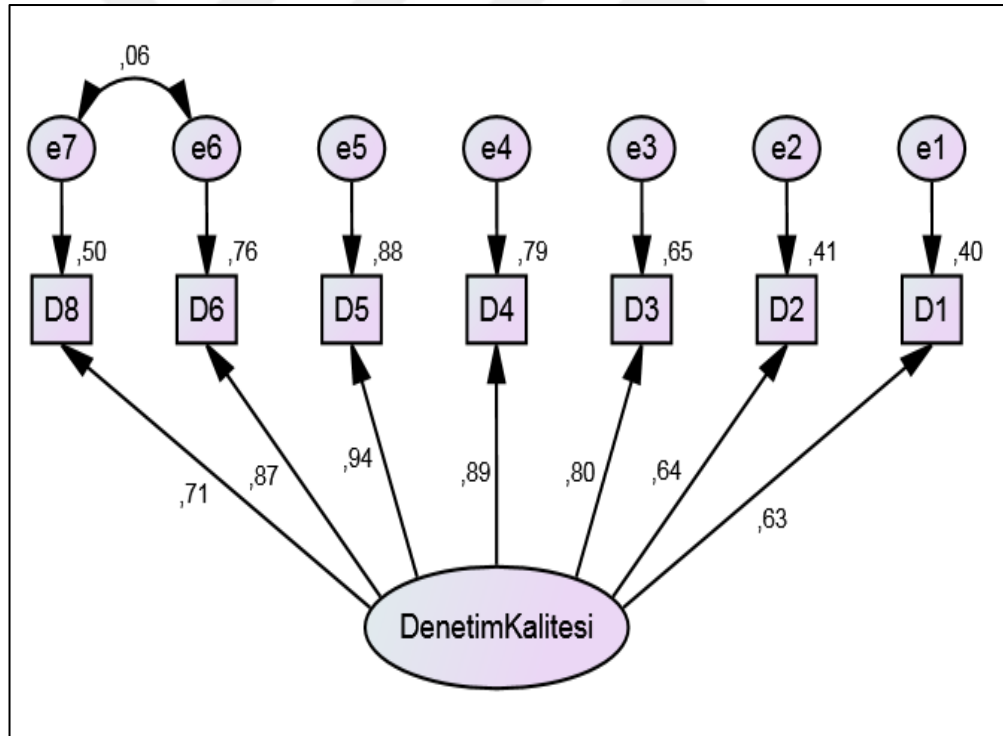 ,06
e7 e6 e5 e4 e3 e2 e1
,50 ,76 ,88 ,79 ,65 ,41 ,40
D8 D6 D5 D4 D3 D2 D1
,71 ,87 ,94 ,89 ,80 ,64 ,63
DenetimKalitesi